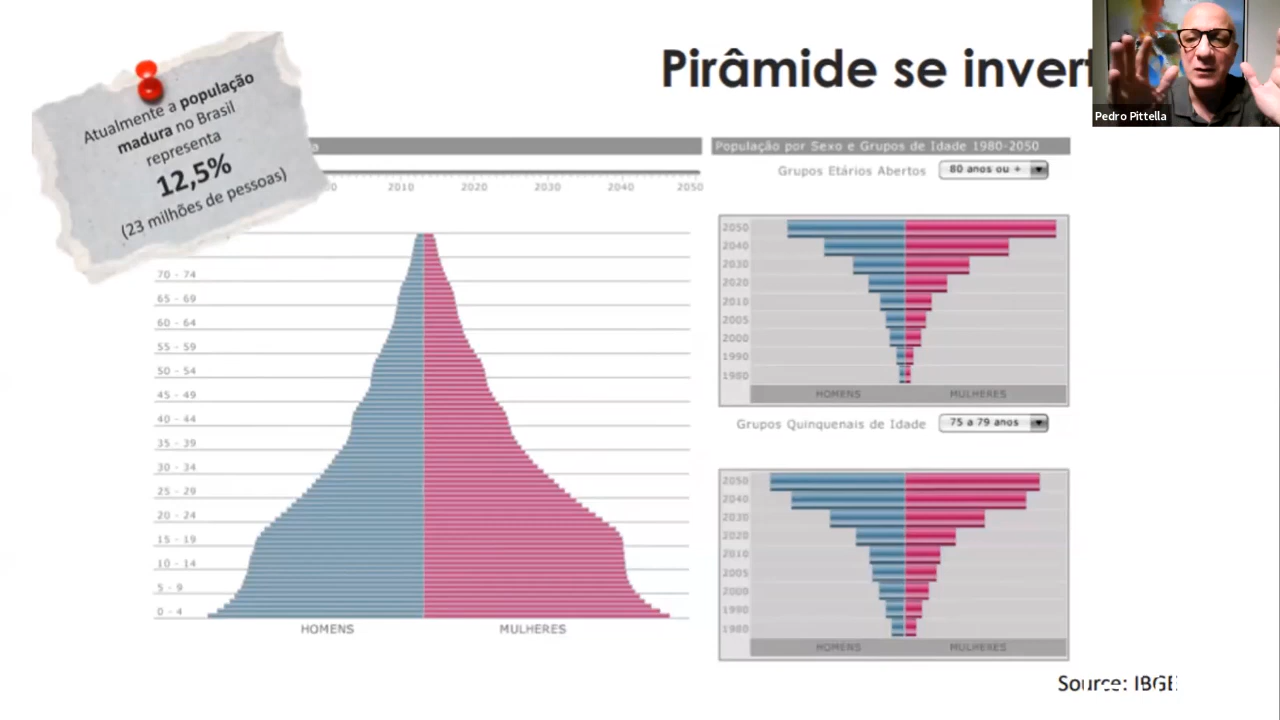 Pirâmide se invert
Pedro Pittella
Atualmente a população
madura no Brasil
representa
12,5%
(23 milhões de pessoas)
2010
2020
2030
2040
2050
70 - 74
65 - 69
60 - 64
55 - 59
50 - 54
45 - 49
40 - 44
35 - 39
30 - 34
25 - 29
20 - 24
15 - 19
10 - 14
5 - 9
0 - 4
HOMENS
MULHERES
População por Sexo e Grupos de Idade 1980-2050
Grupos Etários Abertos
80 anos ou +
2050
2040
2030
2020
2010
2005
2000
1990
1980
HOMENS
MULHERES
Grupos Quinquenais de Idade
75 a 79 anos
2050
2040
2030
2020
2010
2005
2000
1990
1980
HOMENS
MULHERES
Source: IBGE